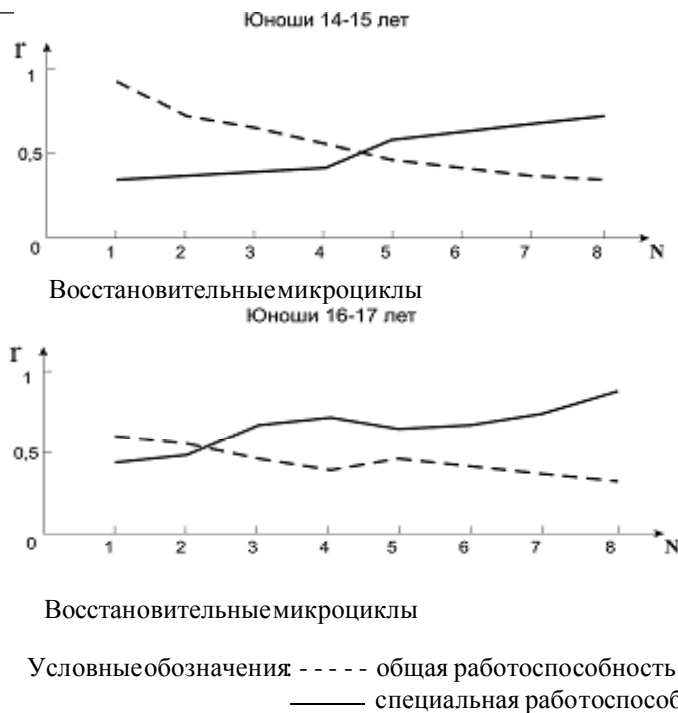 Юноши 14-15 лет
r
1
0,5
0 1 2 3 4 5 6 7 8 N
Восстановительныемикроциклы
Юноши 16-17 лет
r
1
0,5
0 1 2 3 4 5 6 7 8 N
Восстановительныемикроциклы
Условныеобозначения: - - - - - общая работоспособность
специальная работоспособ